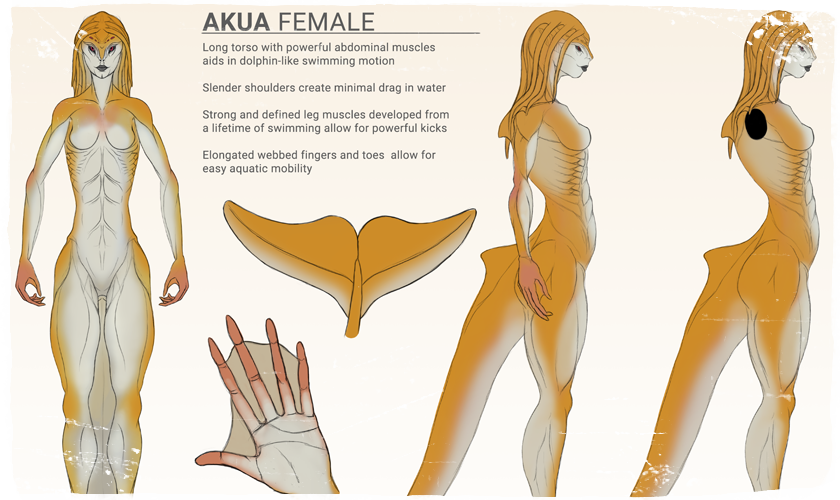 AKUA FEMALE
Long torso with powerful abdominal muscles
aids in dolphin-like swimming motion
Slender shoulders create minimal drag in water
Strong and defined leg muscles developed from
a lifetime of swimming allow for powerful kicks
Elongated webbed fingers and toes allow for
easy aquatic mobility